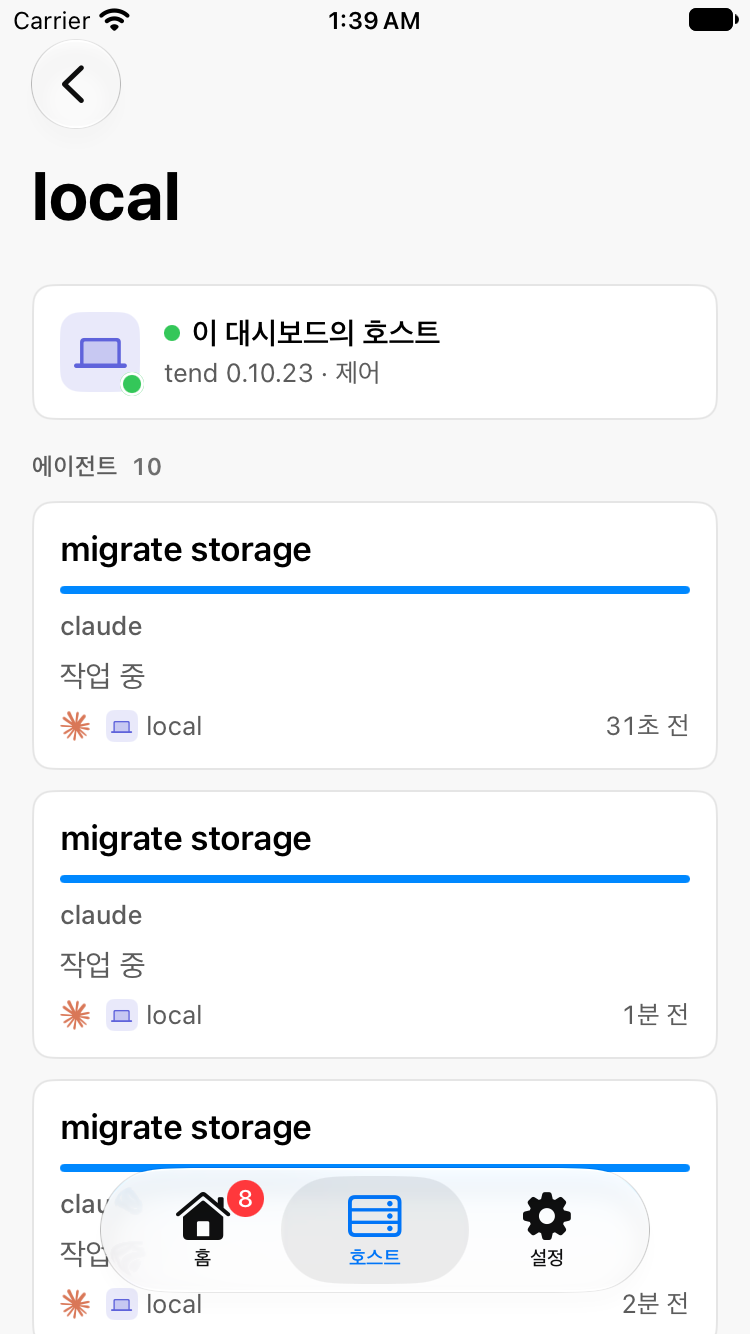 Carrier 1:39 AM
local
이 대시보드의 호스트
tend 0.10.23 · 제어
에이전트 10
migrate storage
claude
작업 중
local 31초 전
migrate storage
claude
작업 중
local 1분 전
migrate storage
작업
local 2분 전
8
홈 호스트 설정